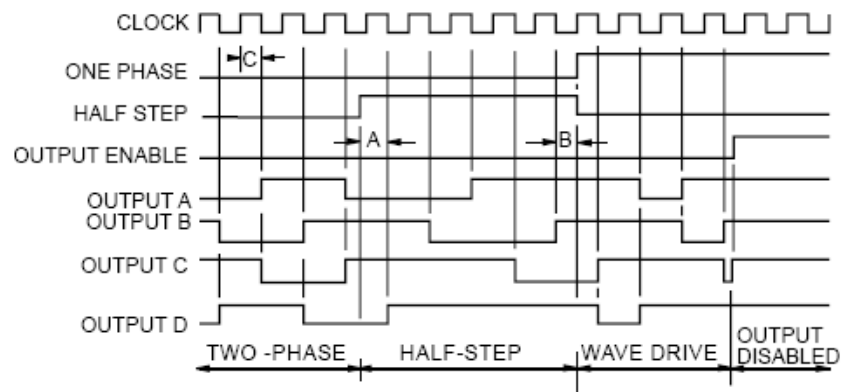 CLOCK
C
ONE PHASE
HALF STEP
A
B
OUTPUT ENABLE
OUTPUT A
OUTPUT B
OUTPUT C
OUTPUT D
TWO -PHASE
HALF-STEP
WAVE DRIVE
OUTPUT
DISABLED